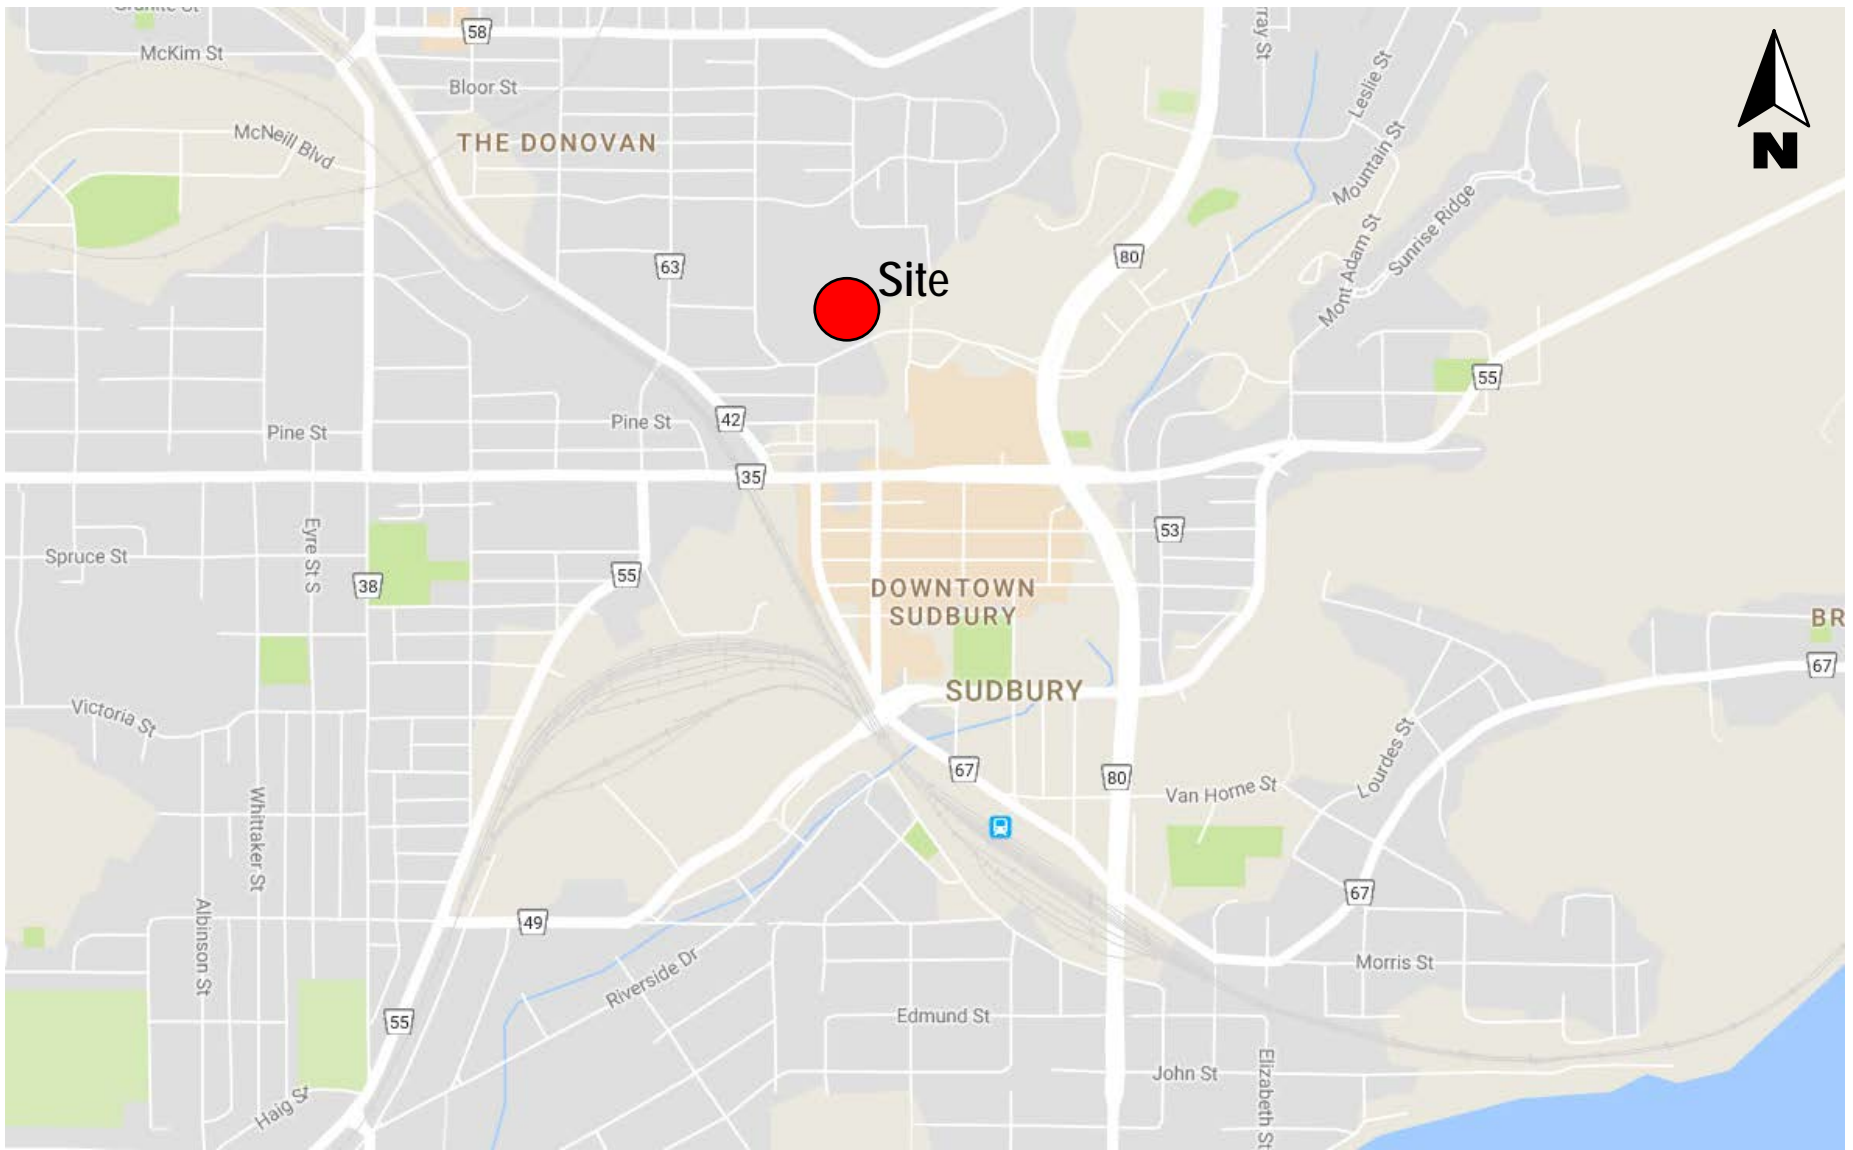 58
McKim St
Bloor St
THE DONOVAN
McNeill Blvd
Leslie St
Mountain St
N
Sunrise Ridge
Mont Adam St
63
80
Site
55
42
Pine St
Pine St
35
53
Eyre St S
Spruce St
55
38
DOWNTOWN
SUDBURY
BR
67
SUDBURY
Victoria St
Lourdes St
67
80
Van Horne St
Whittaker St
67
Albinson St
49
Riverside Dr
Morris St
55
Edmund St
John St
Elizabeth St
Haig St